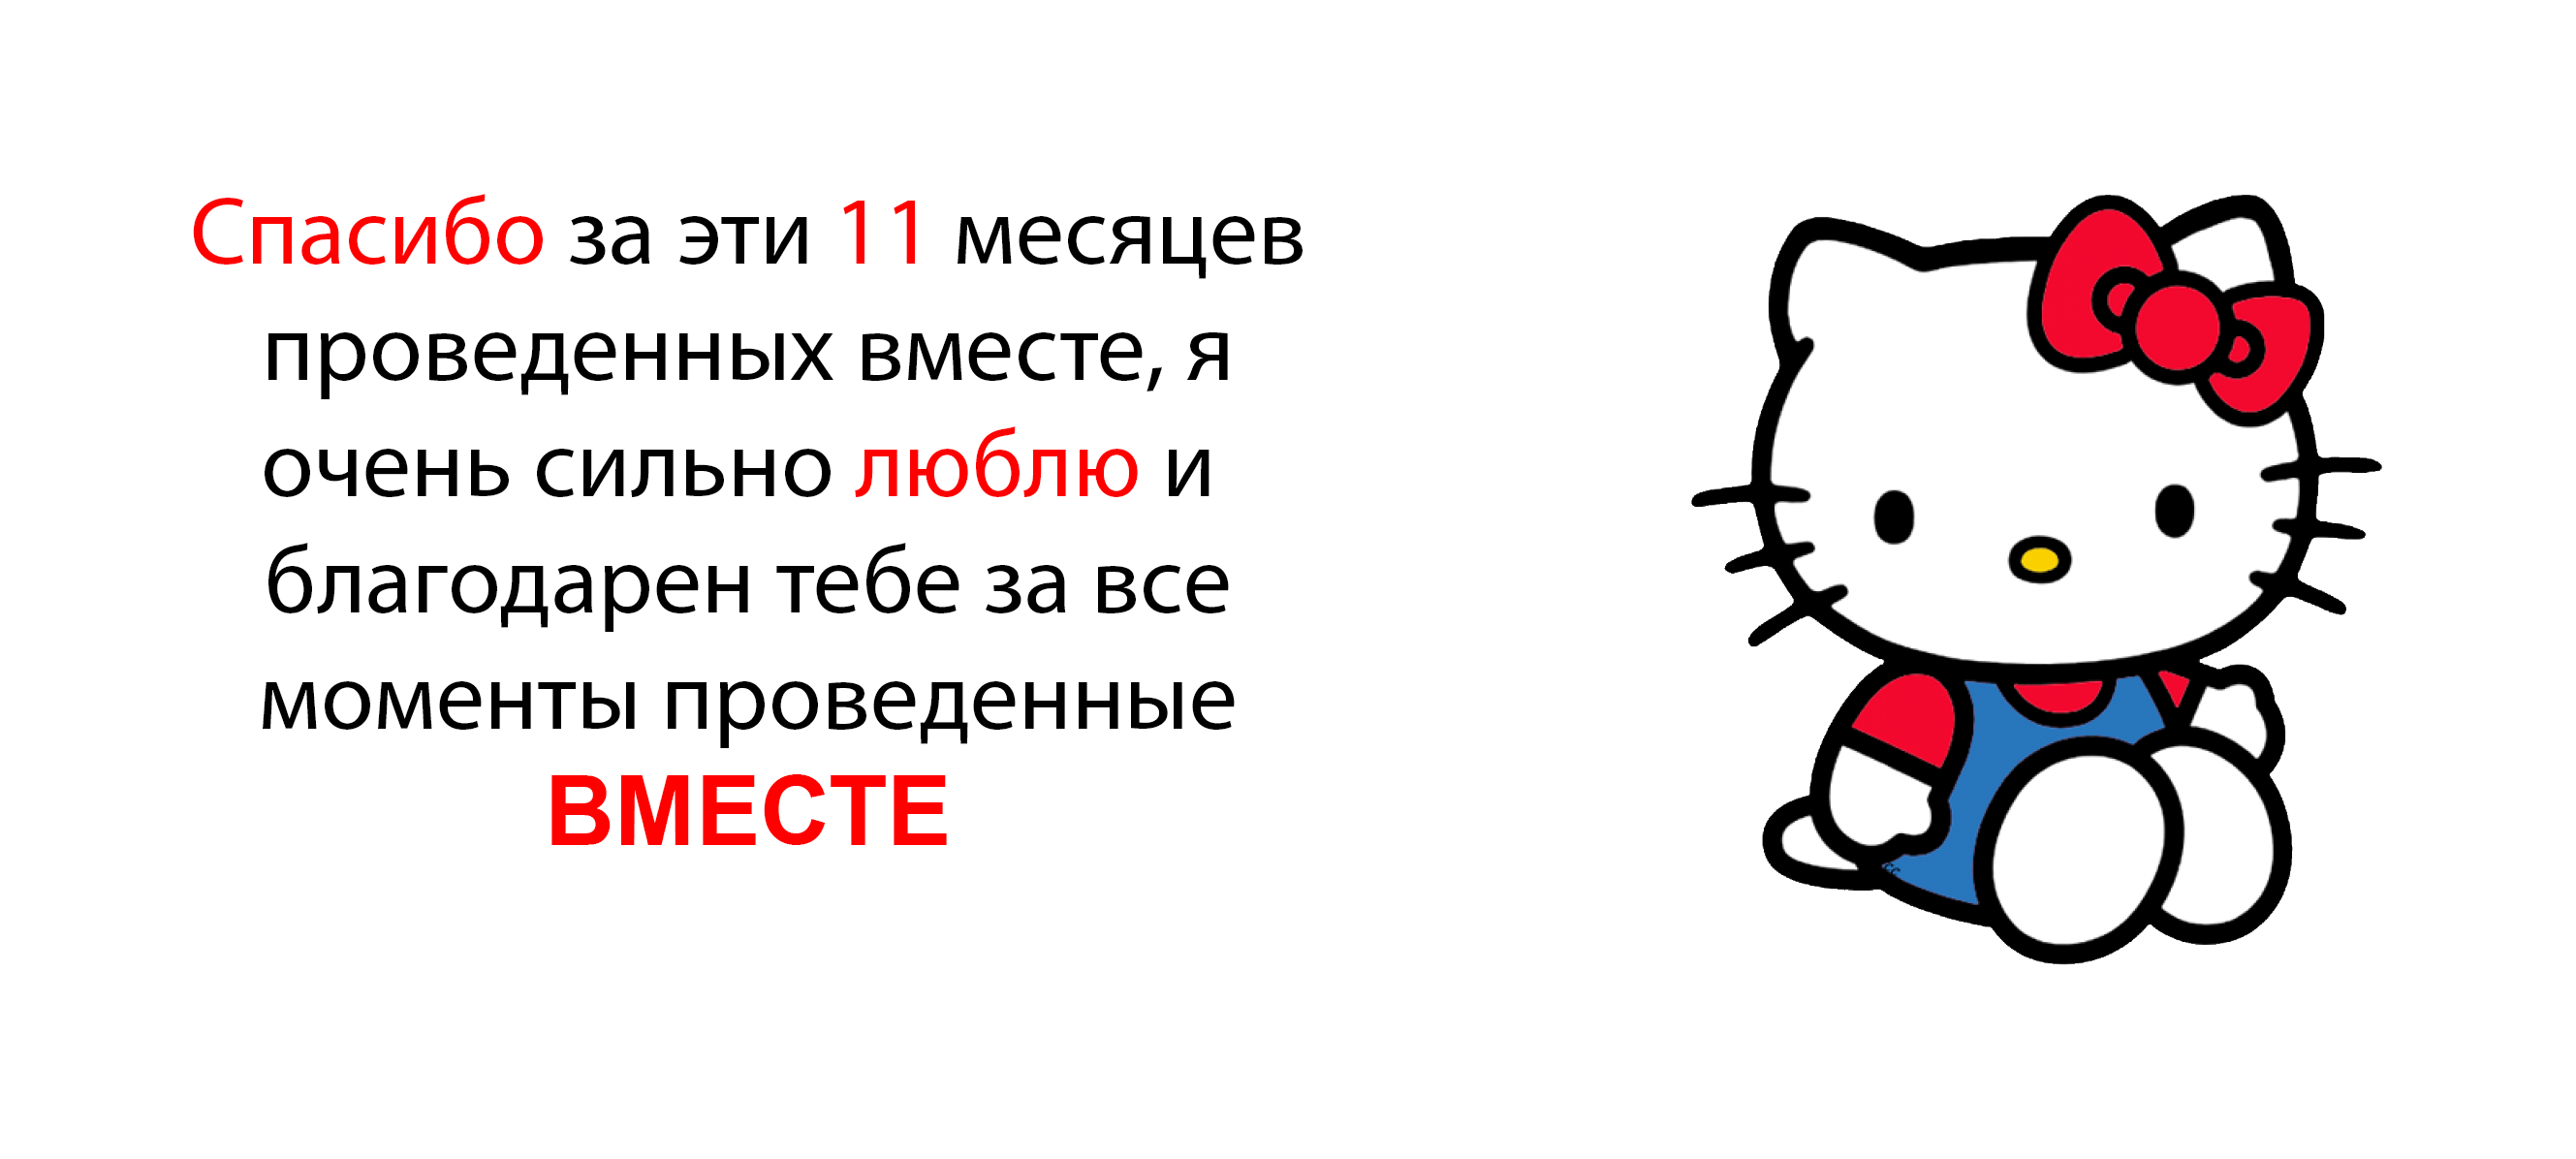 Спасибо за эти 11 месяцев
проведенных вместе, я
очень сильно люблю и
благодарен тебе за все
моменты проведенные
ВМЕСТЕ